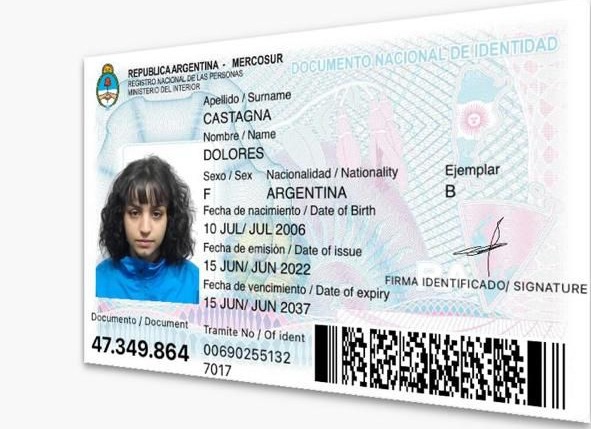 REPUBLICA ARGENTINA - MERCOSUR
REGISTRO NACIONAL DE LAS PERSONAS
MINISTERIO DEL INTERIOR
DOCUMENTO NACIONAL DE IDENTIDAD
Apellido / Surname
CASTAGNA
Nombre / Name
DOLORES
Sexo / Sex Nacionalidad / Nationality Ejemplar
F ARGENTINA B
Fecha de nacimiento / Date of Birth
10 JUL/ JUL 2006
Fecha de emisión / Date of issue
15 JUN/ JUN 2022
Fecha de vencimiento / Date of expiry
15 JUN/ JUN 2037
FIRMA IDENTIFICADO/ SIGNATURE
Documento / Document
47.349.864
Tramite No / Of ident
00690255132
7017